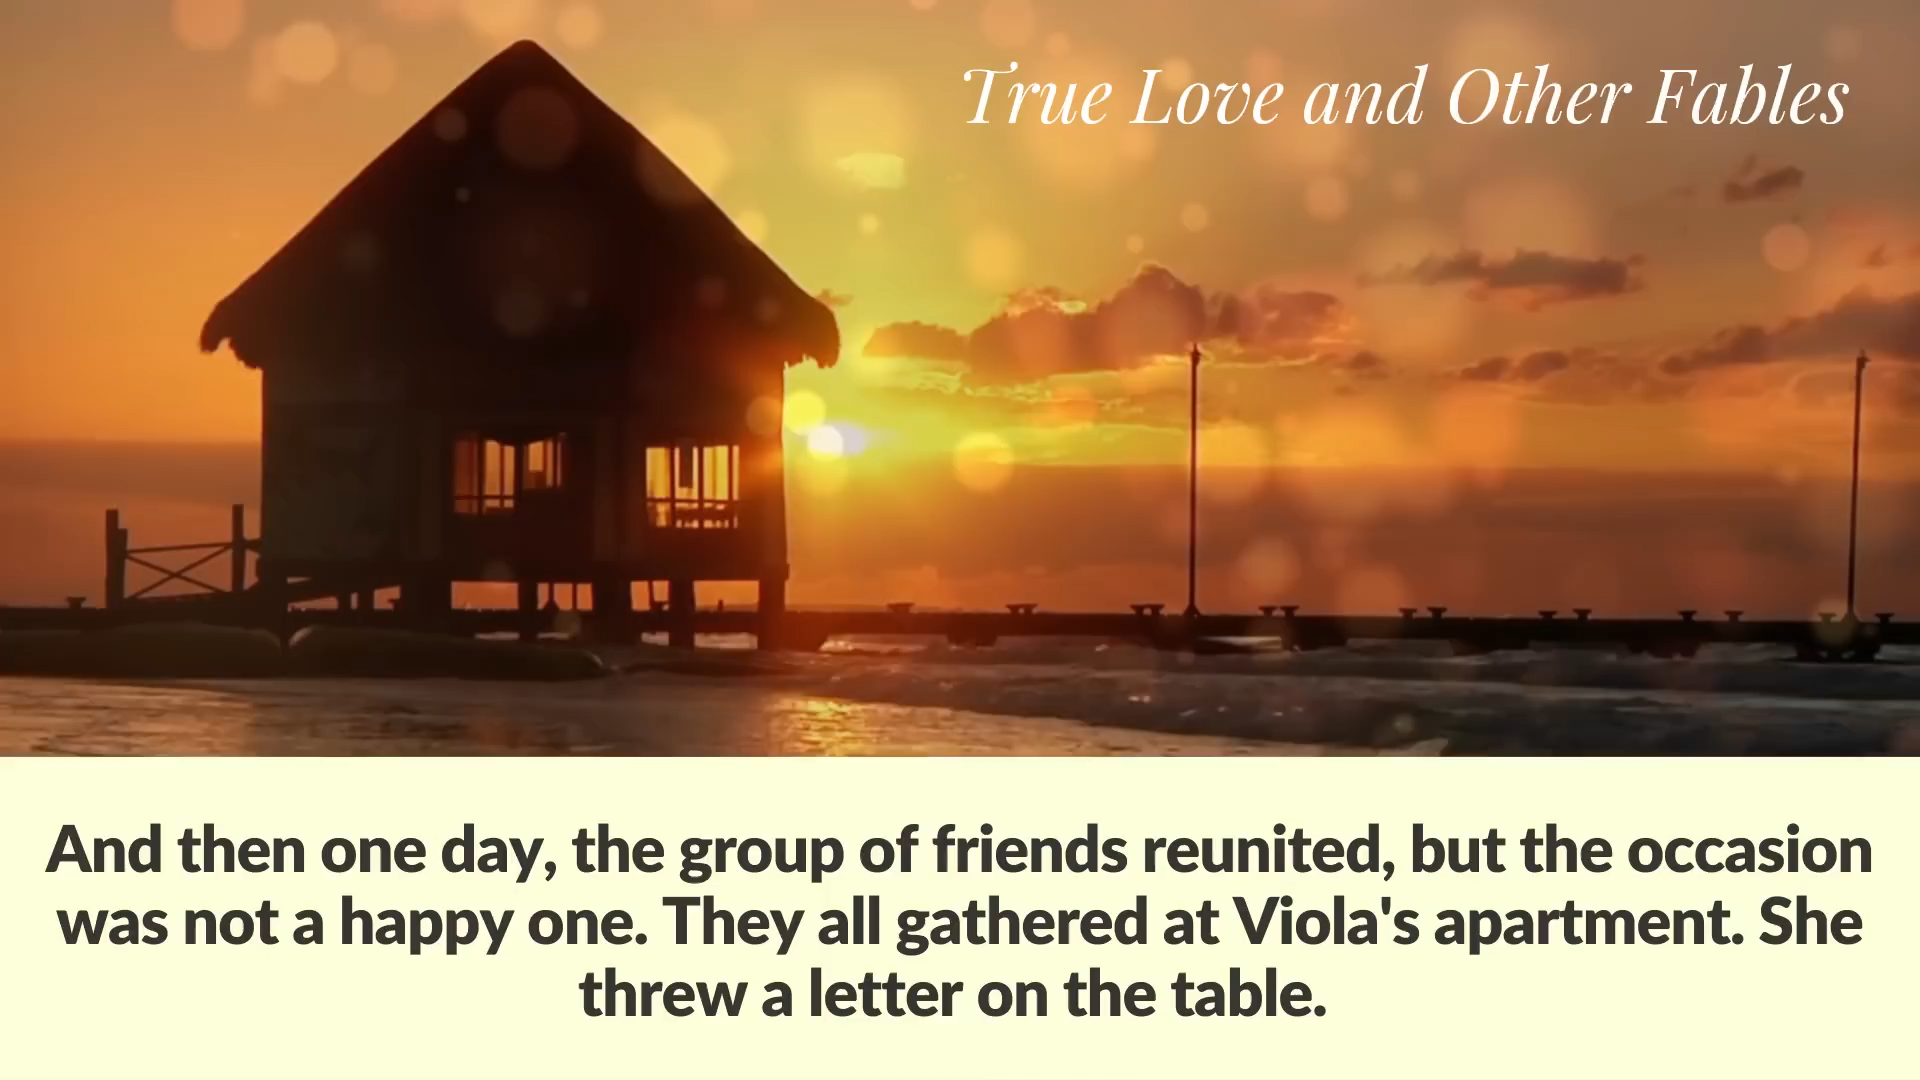 True Love and Other Fables
And then one day, the group of friends reunited, but the occasion
was not a happy one. They all gathered at Viola's apartment. She
threw a letter on the table.